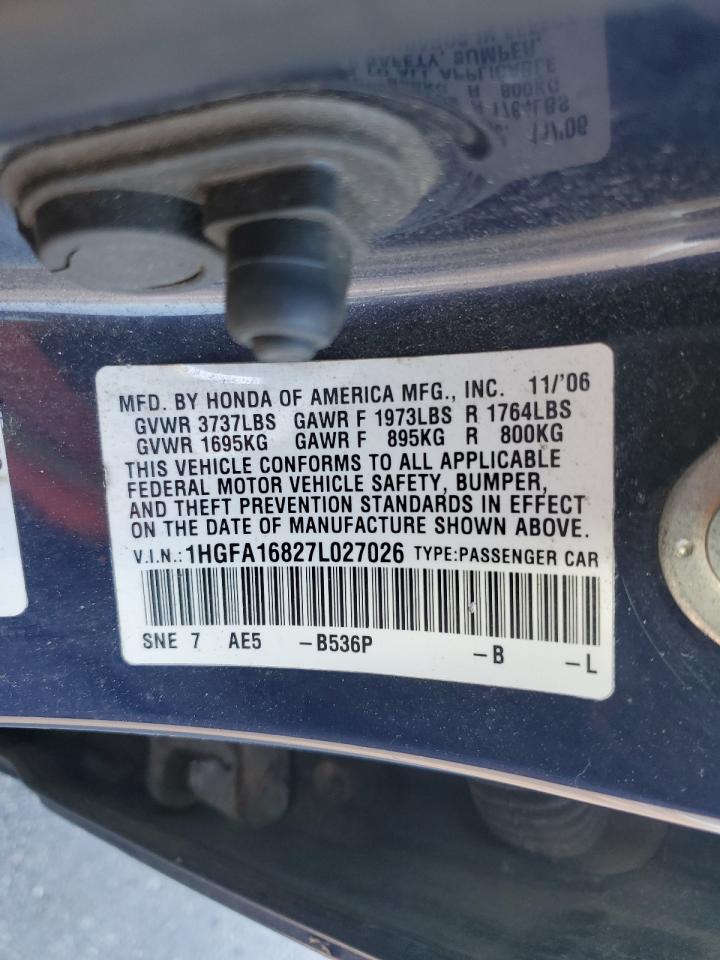 MFD. BY HONDA OF AMERICA MFG., INC. 11/'06
GVWR 3737LBS GAWR F 1973LBS R 1764LBS
GVWR 1695KG GAWR F 895KG R 800KG
THIS VEHICLE CONFORMS TO ALL APPLICABLE
FEDERAL MOTOR VEHICLE SAFETY, BUMPER,
AND THEFT PREVENTION STANDARDS IN EFFECT
ON THE DATE OF MANUFACTURE SHOWN ABOVE.
V.I.N.:1HGFA16827L027026 TYPE:PASSENGER CAR
SNE 7 AE5 -B536P -B -L